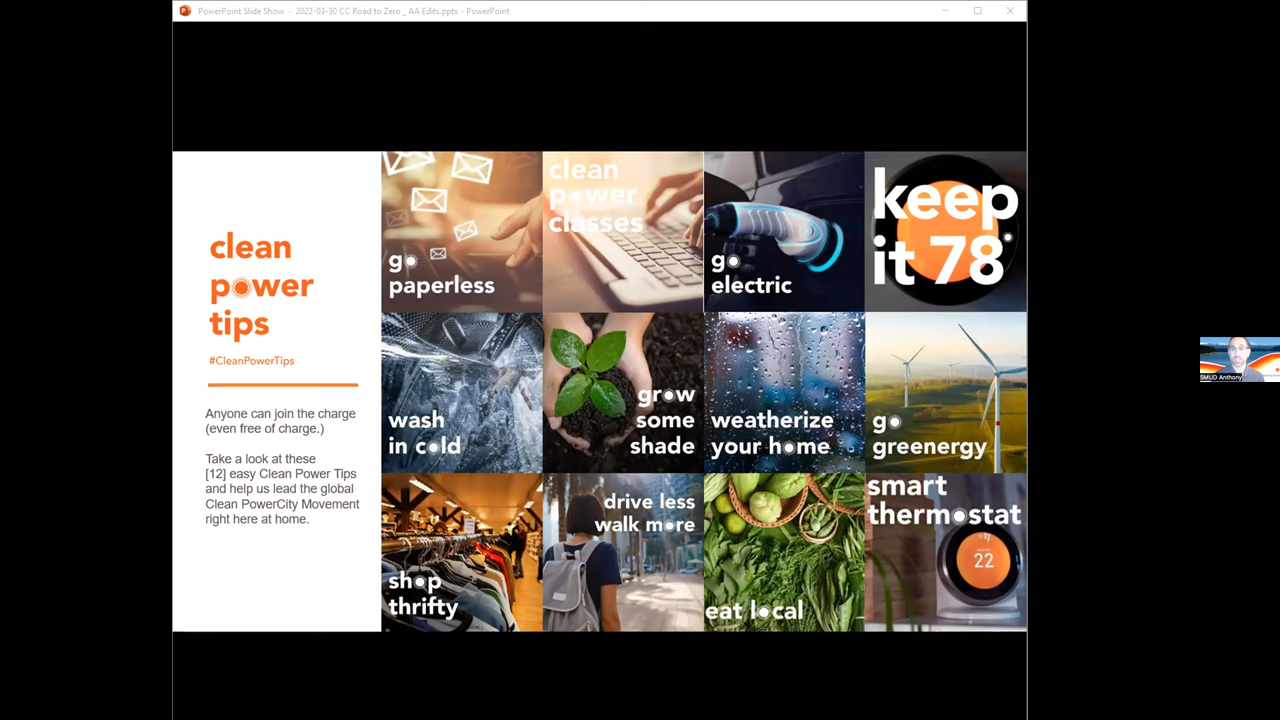 PowerPoint Slide Show - 2022-03-30 CC Road to Zero _ AA Edits.pptx - PowerPoint
clean
power
tips
#CleanPowerTips
Anyone can join the charge
(even free of charge.)
Take a look at these
[12] easy Clean Power Tips
and help us lead the global
Clean PowerCity Movement
right here at home.
go
paperless
clean
power
classes
go
electric
keep
it 78°
wash
in cold
grow
some
shade
weatherize
your home
go
greenergy
shop
thrifty
drive less
walk more
eat local
smart
thermostat
22
SMUD Anthony